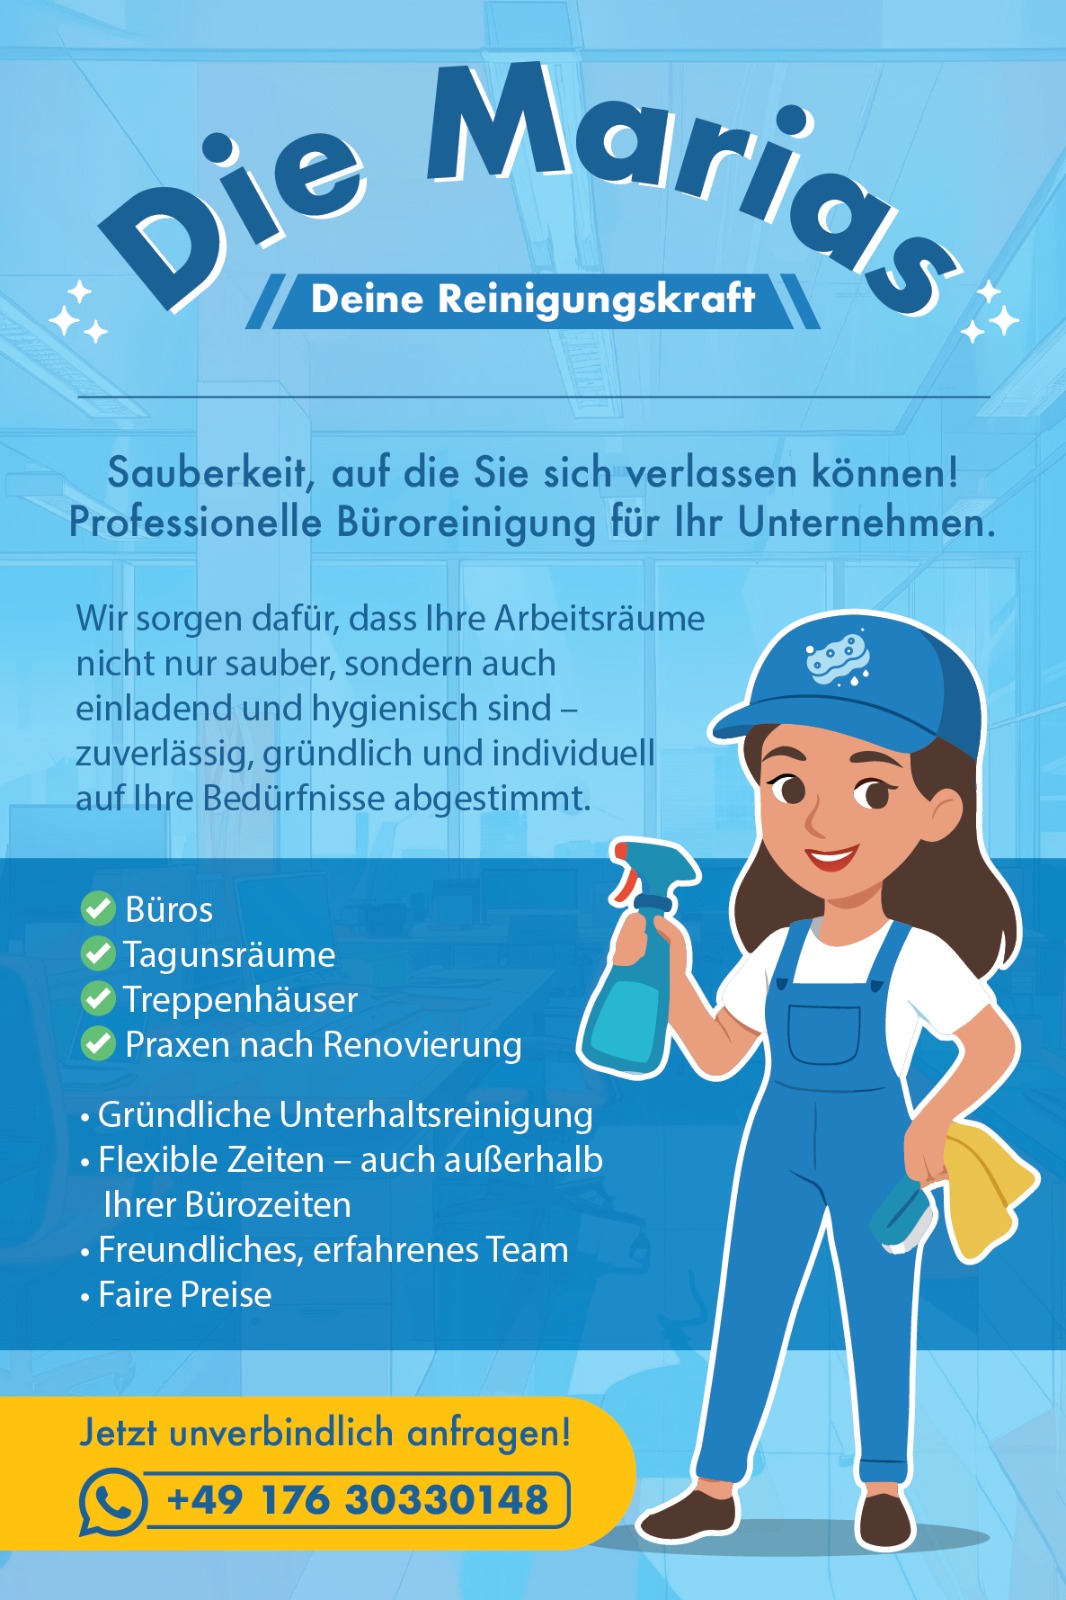 Die Marias
Deine Reinigungskraft
Sauberkeit, auf die Sie sich verlassen können!
Professionelle Büroreinigung für Ihr Unternehmen.
Wir sorgen dafür, dass Ihre Arbeitsräume
nicht nur sauber, sondern auch
einladend und hygienisch sind –
zuverlässig, gründlich und individuell
auf Ihre Bedürfnisse abgestimmt.
Büros
Tagunsräume
Treppenhäuser
Praxen nach Renovierung
• Gründliche Unterhaltsreinigung
• Flexible Zeiten – auch außerhalb
Ihrer Bürozeiten
• Freundliches, erfahrenes Team
• Faire Preise
Jetzt unverbindlich anfragen!
+49 176 30330148